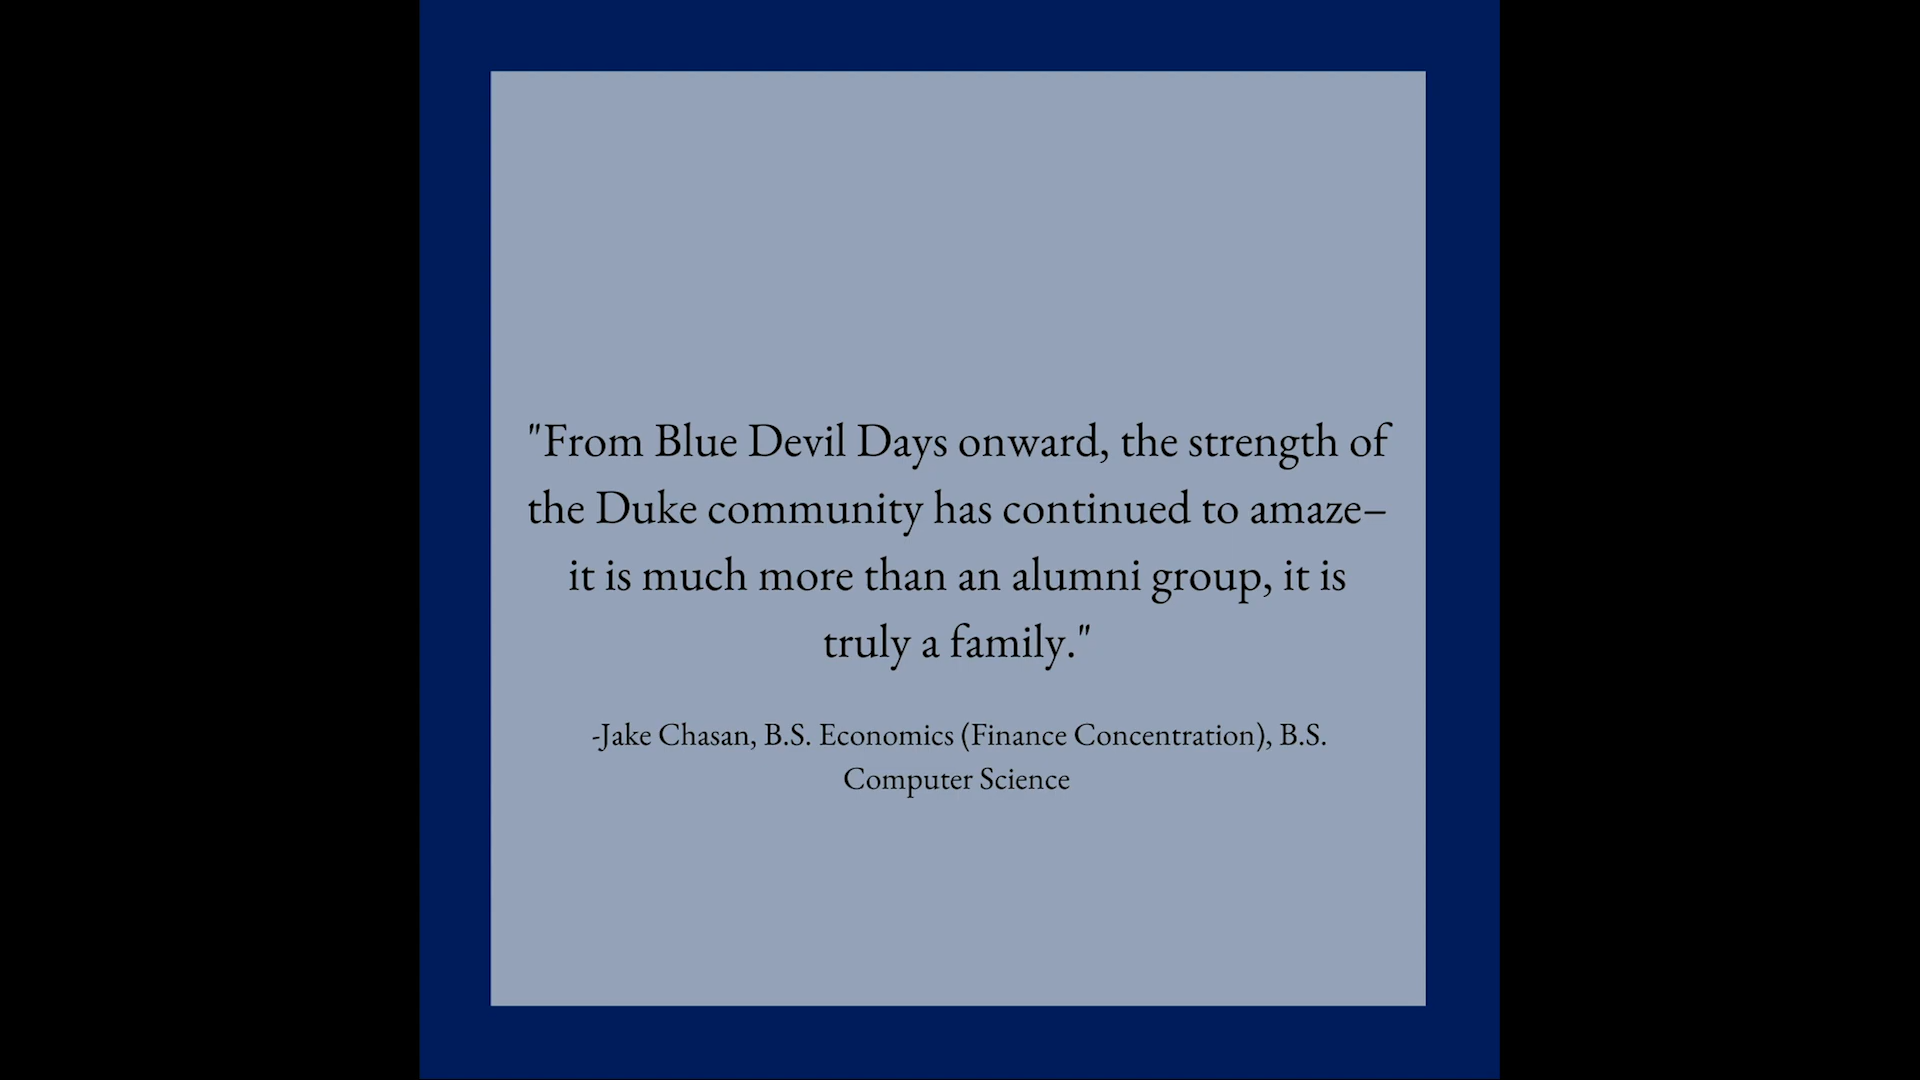 "From Blue Devil Days onward, the strength of
the Duke community has continued to amaze–
it is much more than an alumni group, it is
truly a family."
-Jake Chasan, B.S. Economics (Finance Concentration), B.S.
Computer Science